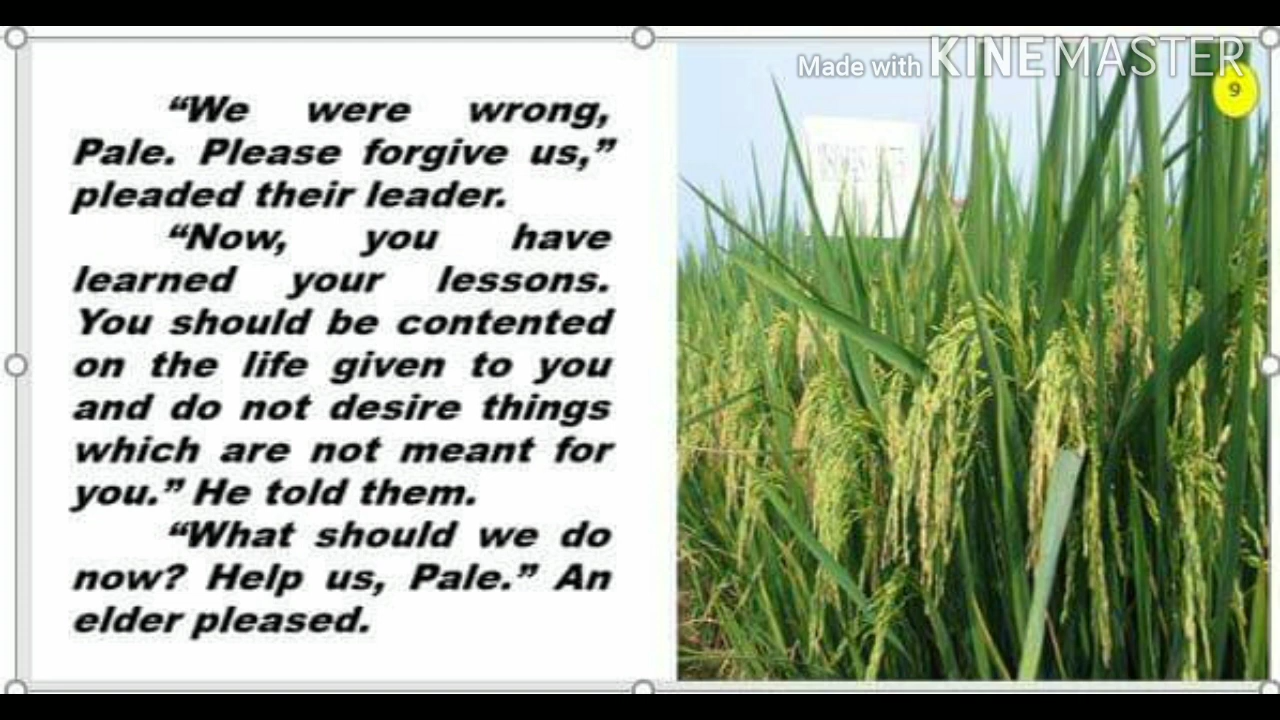 Made with KINEMASTER
9
“We were wrong,
Pale. Please forgive us,”
pleaded their leader.
“Now, you have
learned your lessons.
You should be contented
on the life given to you
and do not desire things
which are not meant for
you.” He told them.
“What should we do
now? Help us, Pale.” An
elder pleased.